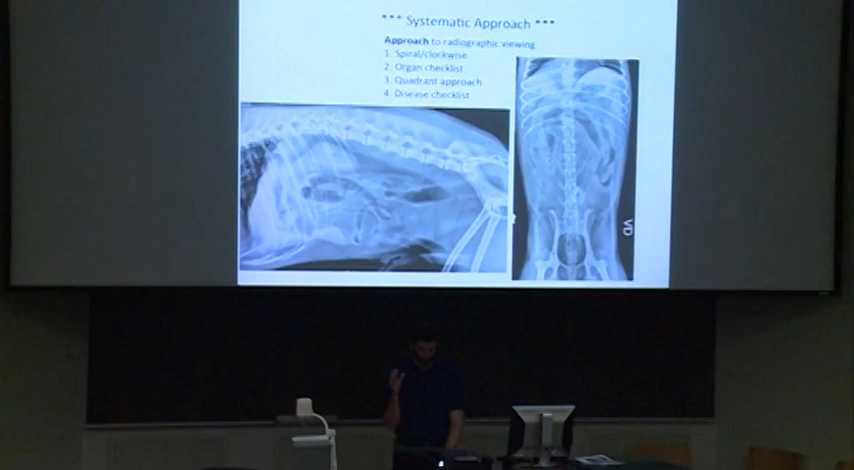 *** Systematic Approach ***
Approach to radiographic viewing
1. Spiral/clockwise
2. Organ checklist
3. Quadrant approach
4. Disease checklist
VD